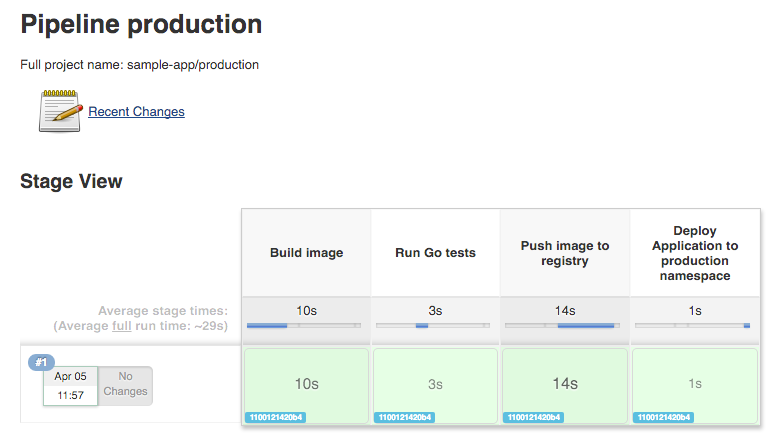 Pipeline production
Full project name: sample-app/production
Recent Changes
Stage View
Build image
Run Go tests
Push image to
registry
Deploy
Application to
production
namespace
Average stage times:
(Average full run time: ~29s)
10s
3s
14s
1s
#1
Apr 05
11:57
No
Changes
10s
3s
14s
1s
1100121420b4
1100121420b4
1100121420b4
1100121420b4